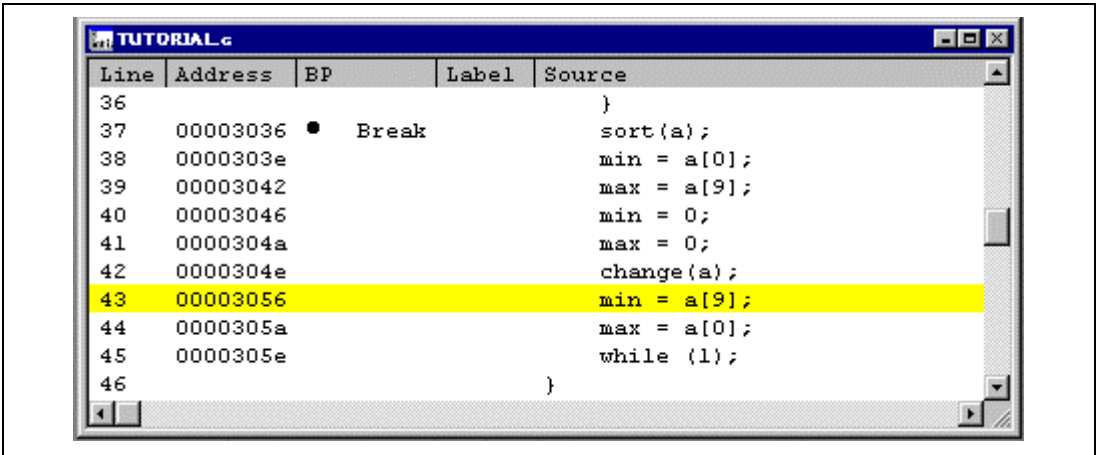 TUTORIAL.c
Line Address BP Label Source
36 }
37 00003036 ● Break sort(a);
38 0000303e min = a[0];
39 00003042 max = a[9];
40 00003046 min = 0;
41 0000304a max = 0;
42 0000304e change(a);
43 00003056 min = a[9];
44 0000305a max = a[0];
45 0000305e while (1);
46 }